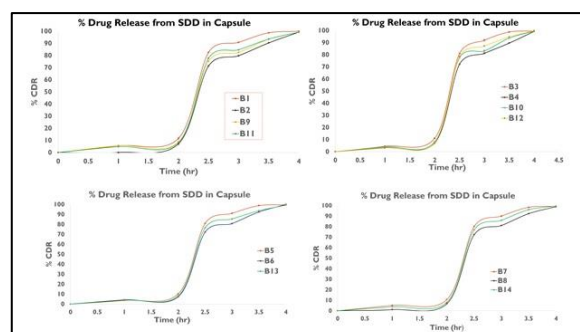 % Drug Release from SDD in Capsule
% CDR
100
90
80
70
60
50
40
30
20
10
0
B1
B2
B9
B11
0 0.5 1 1.5 2 2.5 3 3.5 4
Time (hr)
% Drug Release from SDD in Capsule
% CDR
100
90
80
70
60
50
40
30
20
10
0
B3
B4
B10
B12
0 0.5 1 1.5 2 2.5 3 3.5 4 4.5
Time (hr)
% Drug Release from SDD in Capsule
% CDR
100
90
80
70
60
50
40
30
20
10
0
B5
B6
B13
0 0.5 1 1.5 2 2.5 3 3.5 4
Time (hr)
% Drug Release from SDD in Capsule
% CDR
100
90
80
70
60
50
40
30
20
10
0
B7
B8
B14
0 0.5 1 1.5 2 2.5 3 3.5 4
Time (hr)